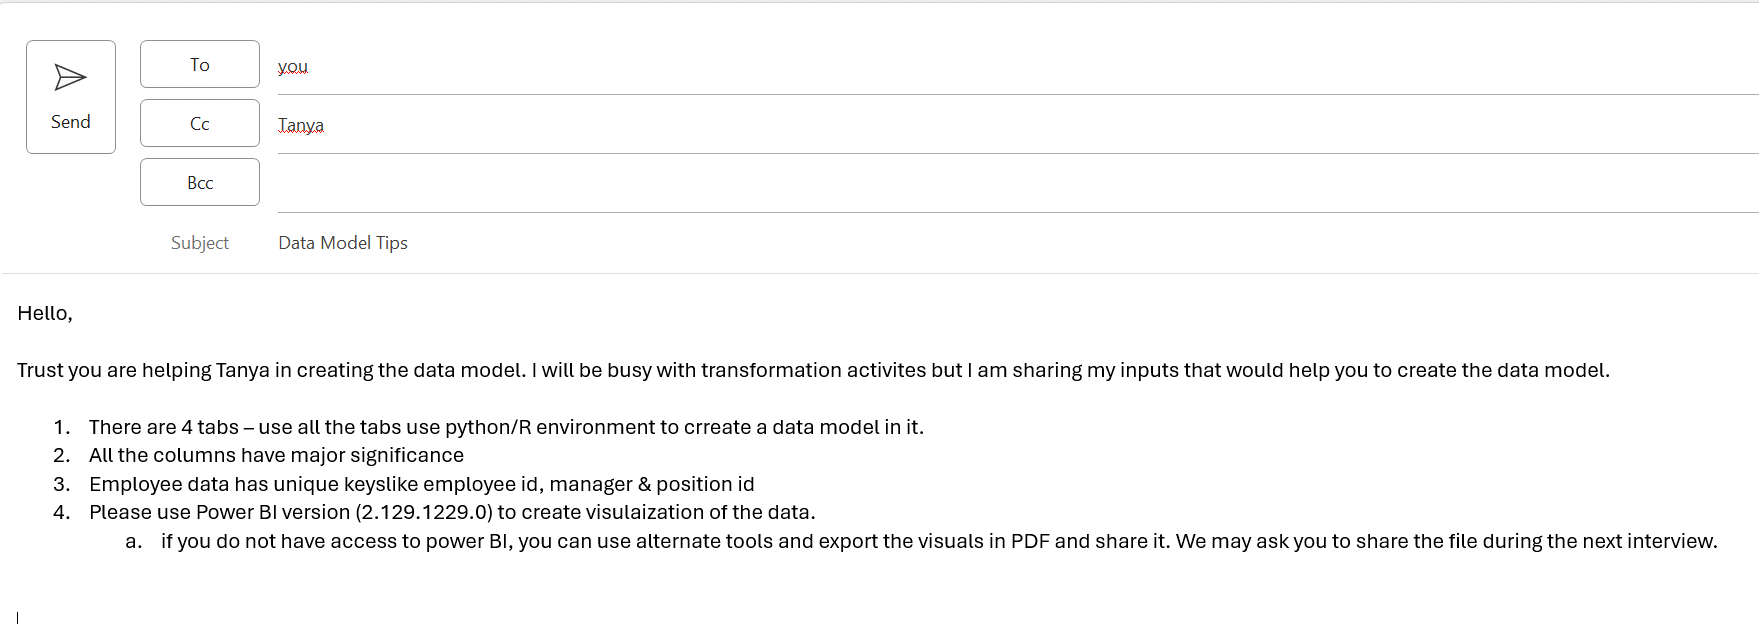 To
you
Send
Cc
Tanya
Bcc
Subject
Data Model Tips
Hello,
Trust you are helping Tanya in creating the data model. I will be busy with transformation activites but I am sharing my inputs that would help you to create the data model.
1. There are 4 tabs – use all the tabs use python/R environment to crreate a data model in it.
2. All the columns have major significance
3. Employee data has unique keyslike employee id, manager & position id
4. Please use Power BI version (2.129.1229.0) to create visulaization of the data.
a. if you do not have access to power BI, you can use alternate tools and export the visuals in PDF and share it. We may ask you to share the file during the next interview.